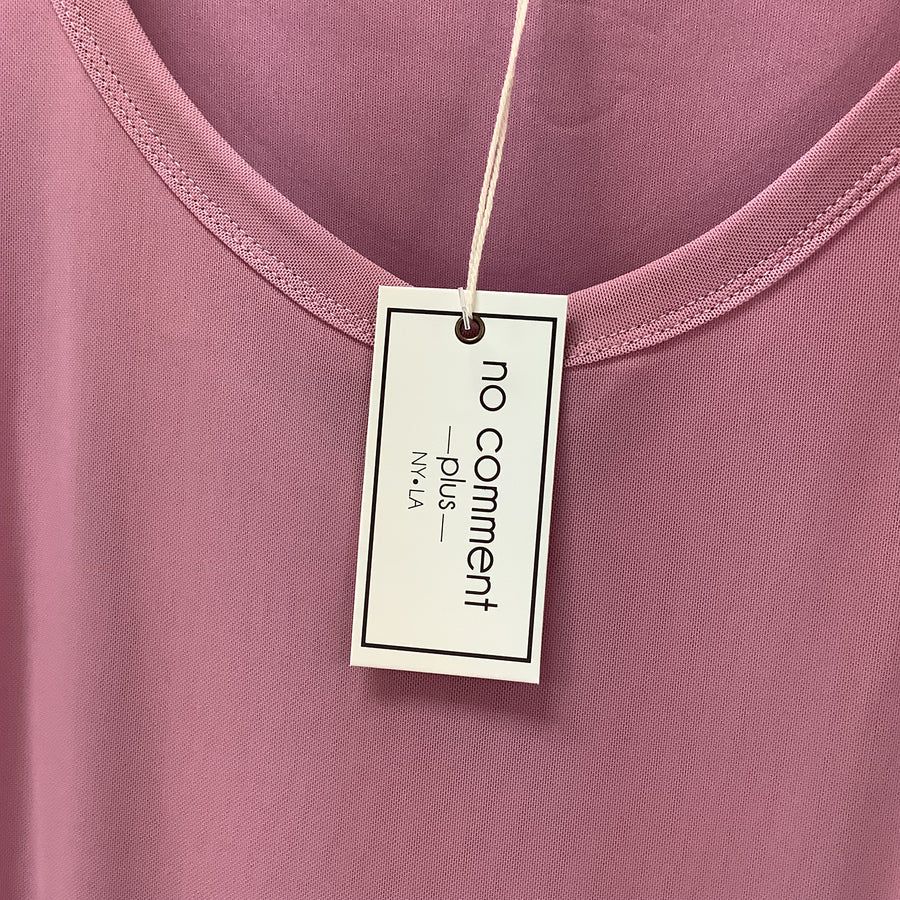 no comment
—plus—
NY•LA